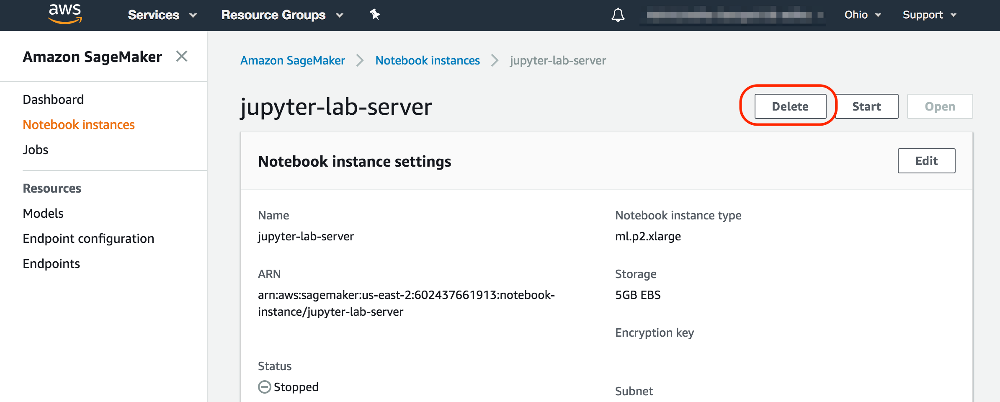 aws Services Resource Groups Ohio Support
Amazon SageMaker
Dashboard
Notebook instances
Jobs
Resources
Models
Endpoint configuration
Endpoints
Amazon SageMaker Notebook instances jupyter-lab-server
jupyter-lab-server
Delete Start Open
Notebook instance settings
Edit
Name
jupyter-lab-server
ARN
arn:aws:sagemaker:us-east-2:602437661913:notebook-
instance/jupyter-lab-server
Status
Stopped
Notebook instance type
ml.p2.xlarge
Storage
5GB EBS
Encryption key
Subnet